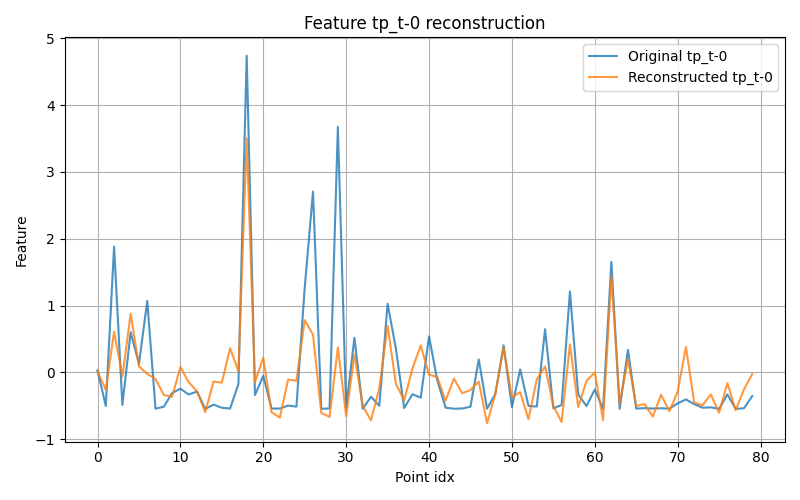 Feature tp_t-0 reconstruction
Original tp_t-0
Reconstructed tp_t-0
5
4
3
2
1
0
−1
Feature
0 10 20 30 40 50 60 70 80
Point idx